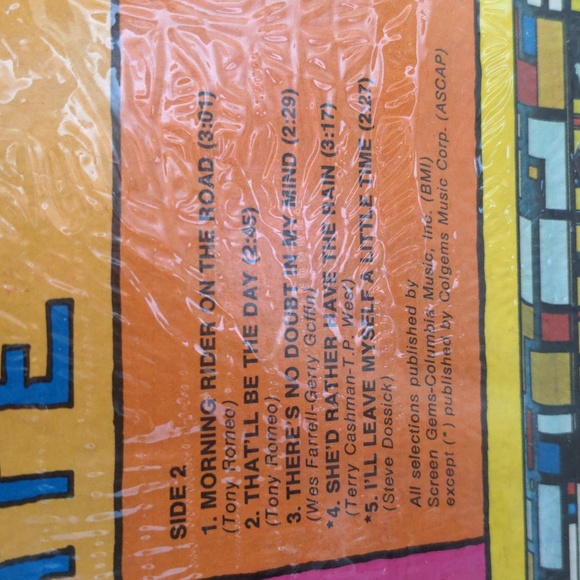 SIDE 2
1. MORNING RIDER ON THE ROAD (3:01)
(Tony Romeo)
2. THAT'LL BE THE DAY (2:45)
(Tony Romeo)
3. THERE'S NO DOUBT IN MY MIND (2:29)
(Wes Farrell-Gerry Goffin)
*4. SHE'D RATHER HAVE THE RAIN (3:17)
(Terry Cashman-T.P. West)
*5. I'LL LEAVE MYSELF A LITTLE TIME (2:27)
(Steve Dossick)
All selections published by
Screen Gems-Columbia Music, Inc. (BMI)
except (*) published by Colgems Music Corp. (ASCAP)